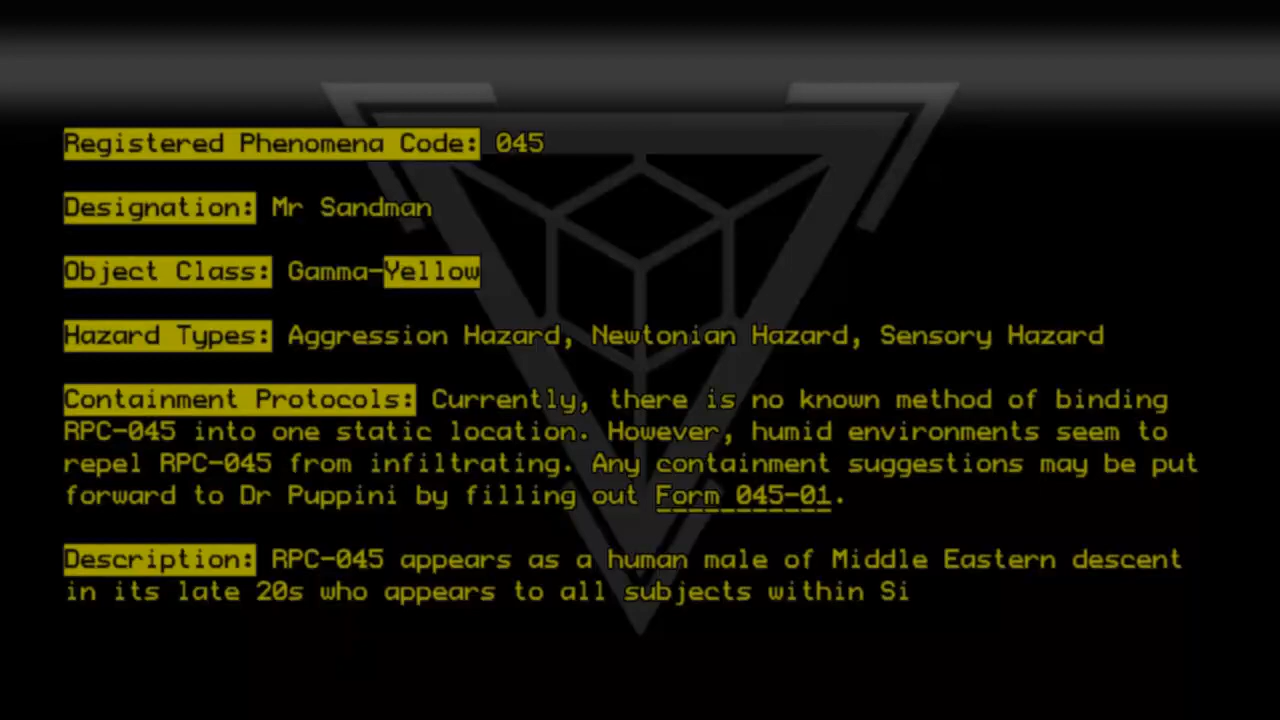 Registered Phenomena Code: 045
Designation: Mr Sandman
Object Class: Gamma-Yellow
Hazard Types: Aggression Hazard, Newtonian Hazard, Sensory Hazard
Containment Protocols: Currently, there is no known method of binding
RPC-045 into one static location. However, humid environments seem to
repel RPC-045 from infiltrating. Any containment suggestions may be put
forward to Dr Puppini by filling out Form 045-01.
Description: RPC-045 appears as a human male of Middle Eastern descent
in its late 20s who appears to all subjects within Si